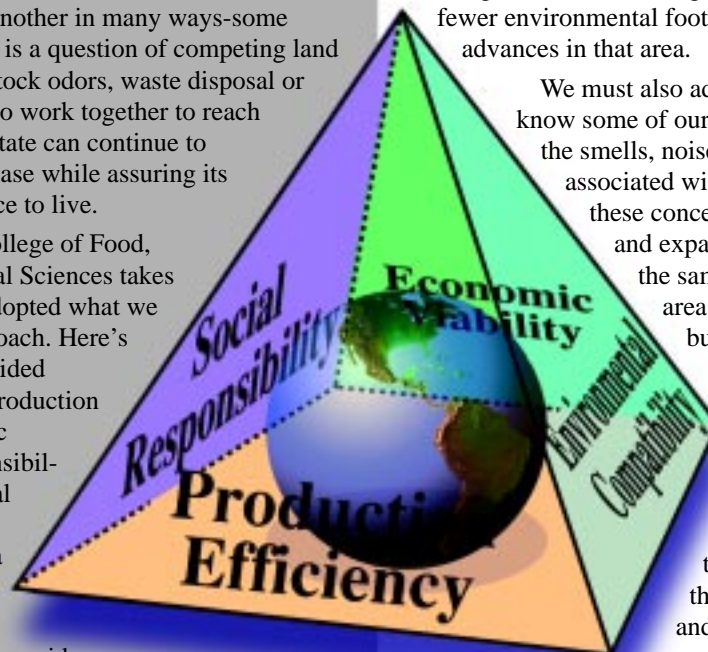 nother in many ways-some
is a question of competing land
tock odors, waste disposal or
o work together to reach
tate can continue to
ase while assuring its
ce to live.
ollege of Food,
al Sciences takes
dopted what we
oach. Here's
ided
roduction
c
nsibil-
al
fewer environmental foot
advances in that area.
We must also ad
know some of our
the smells, noise
associated wi
these conce
and expa
the san
area
bu
t
th
and
Social
Responsibility
Economic
Viability
Environmental
Compatibility
Production
Efficiency